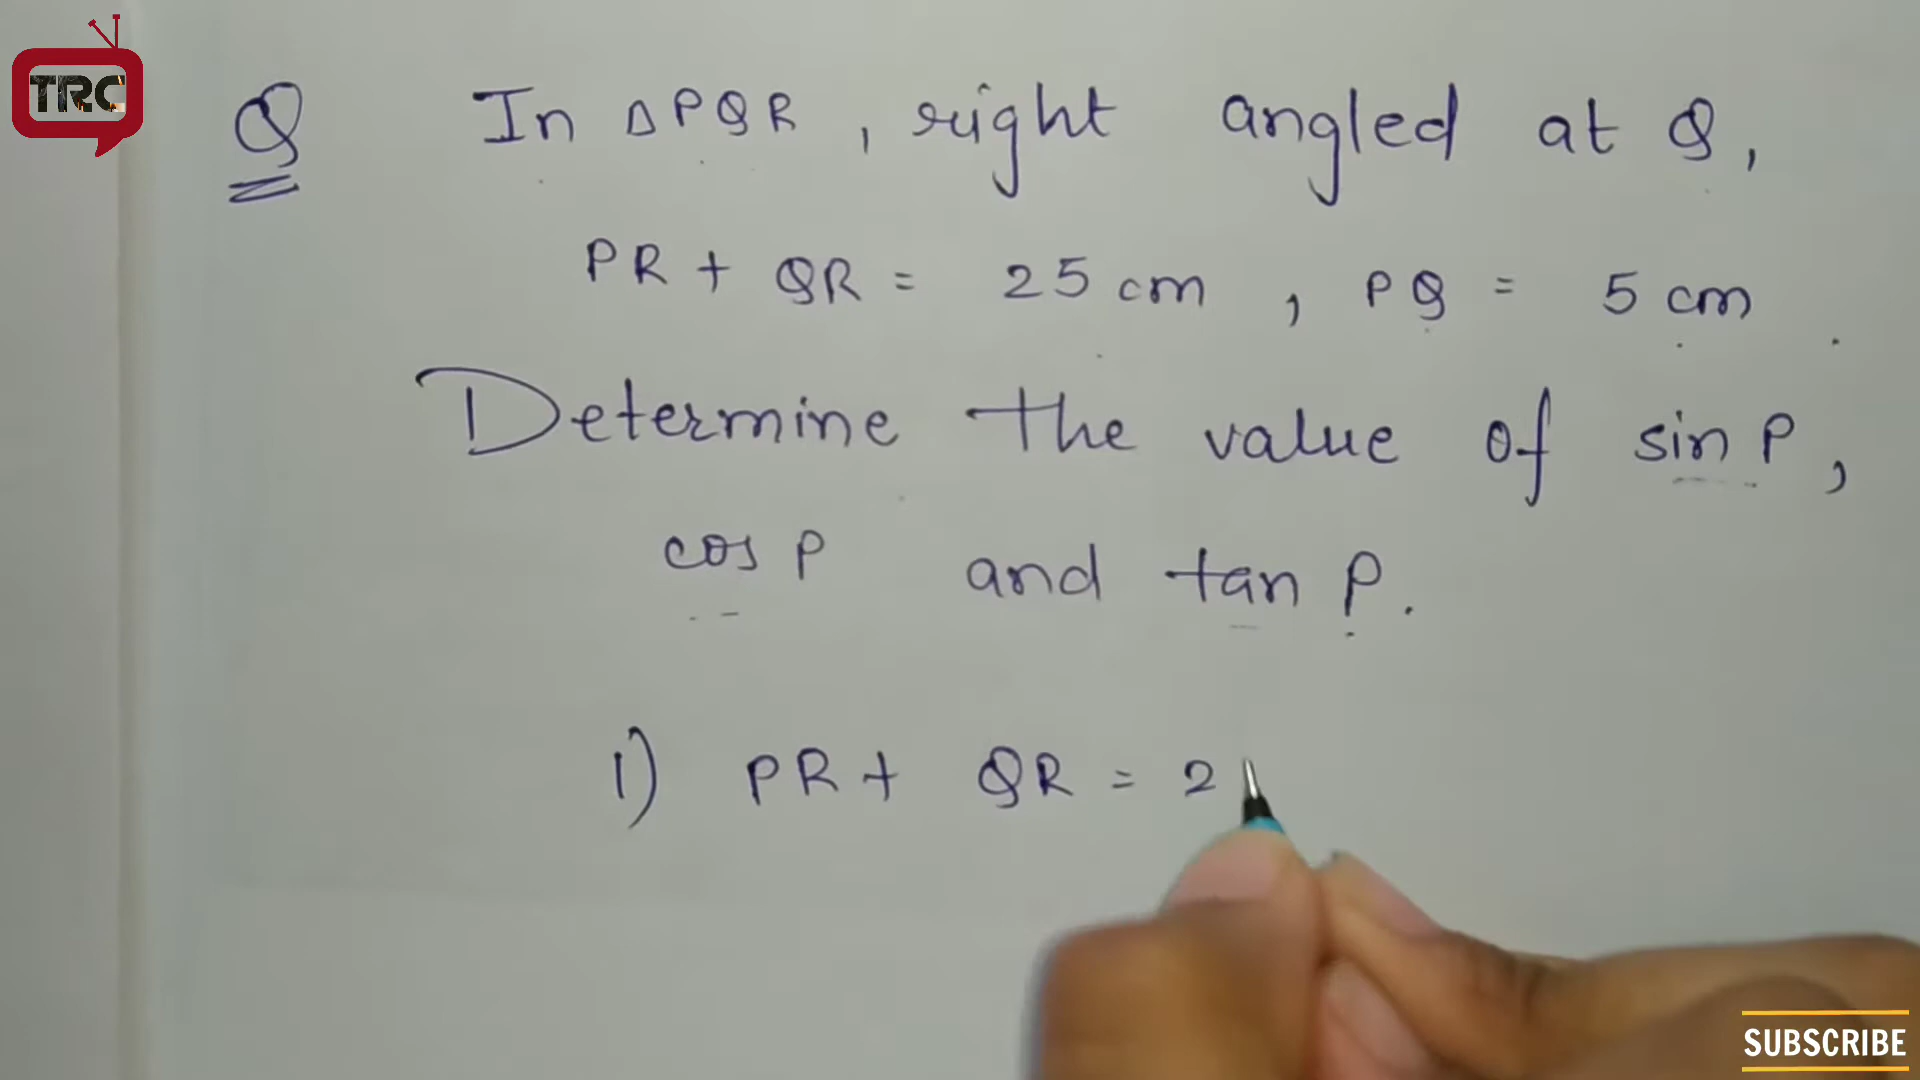 TRC
Q In △PQR, right angled at Q,
PR + QR = 25 cm, PQ = 5 cm
Determine the value of sin P,
cos P and tan P.
1) PR + QR = 2
SUBSCRIBE